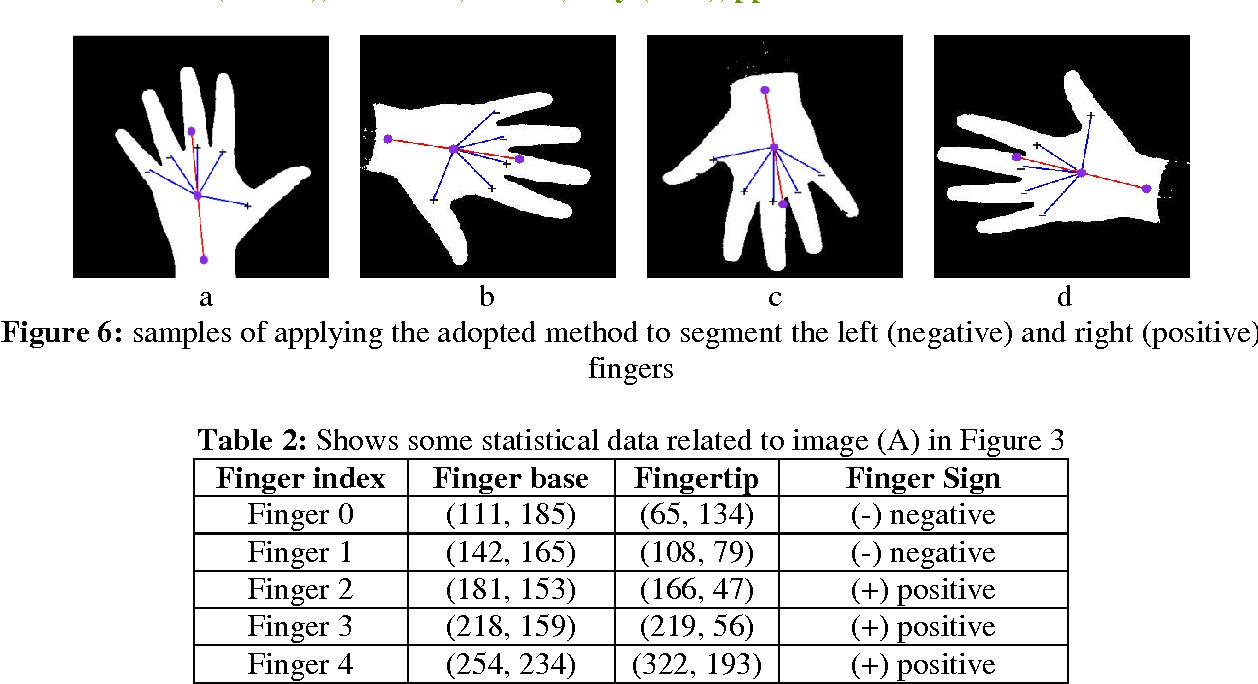 a b c d
Figure 6: samples of applying the adopted method to segment the left (negative) and right (positive)
fingers
Table 2: Shows some statistical data related to image (A) in Figure 3
Finger index Finger base Fingertip Finger Sign
Finger 0 (111, 185) (65, 134) (-) negative
Finger 1 (142, 165) (108, 79) (-) negative
Finger 2 (181, 153) (166, 47) (+) positive
Finger 3 (218, 159) (219, 56) (+) positive
Finger 4 (254, 234) (322, 193) (+) positive